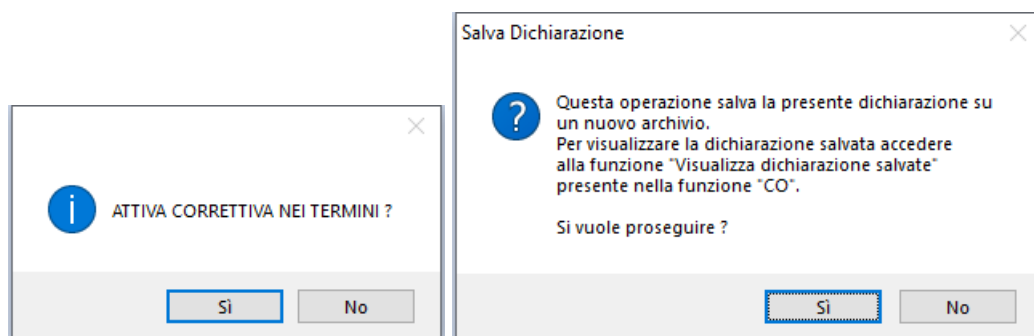 ATTIVA CORRETTIVA NEI TERMINI ?
Sì
No
Salva Dichiarazione
Questa operazione salva la presente dichiarazione su
un nuovo archivio.
Per visualizzare la dichiarazione salvata accedere
alla funzione "Visualizza dichiarazione salvate"
presente nella funzione "CO".
Si vuole proseguire ?
Sì
No